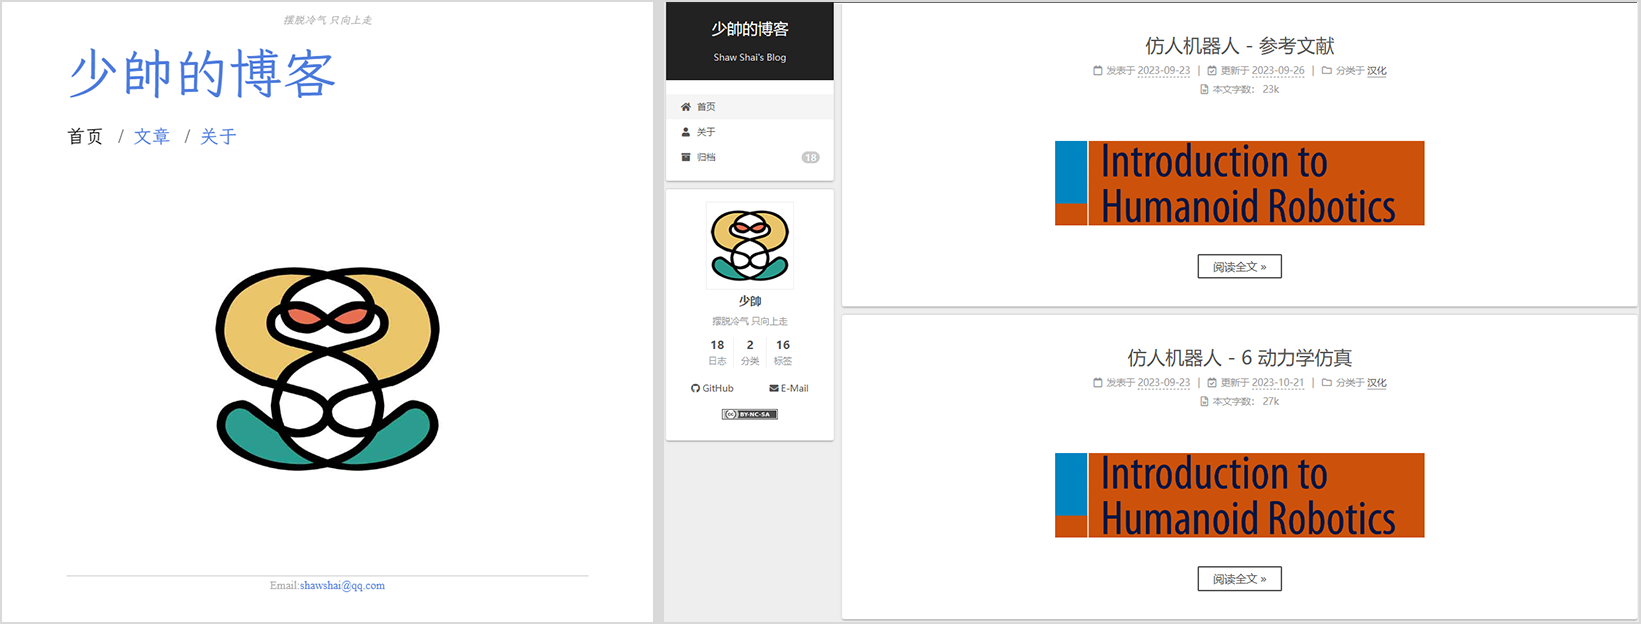 摆脱冷气 只向上走
少帥的博客
首页 / 文章 / 关于
Email:shawshai@qq.com
少帥的博客
Shaw Shai's Blog
首页
关于
归档 18
少帥
摆脱冷气 只向上走
18 2 16
日志 分类 标签
GitHub E-Mail
cc BY-NC-SA
仿人机器人 - 参考文献
发表于 2023-09-23 | 更新于 2023-09-26 | 分类于 汉化
本文字数： 23k
Introduction to
Humanoid Robotics
阅读全文 »
仿人机器人 - 6 动力学仿真
发表于 2023-09-23 | 更新于 2023-10-21 | 分类于 汉化
本文字数： 27k
Introduction to
Humanoid Robotics
阅读全文 »